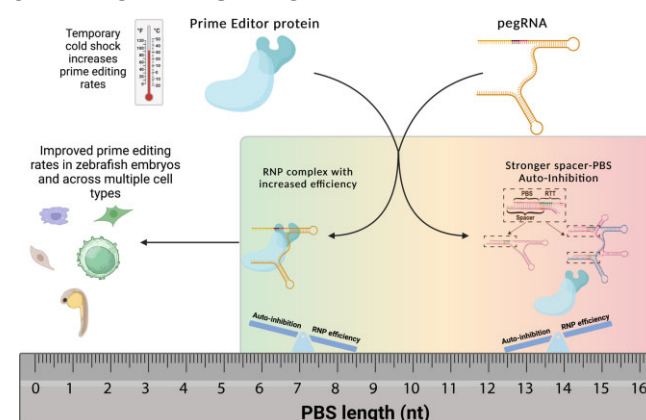 Temporary
cold shock
increases
prime editing
rates
°F
°C
Prime Editor protein
pegRNA
Improved prime editing
rates in zebrafish embryos
and across multiple cell
types
RNP complex with
increased efficiency
Stronger spacer-PBS
Auto-Inhibition
PBS RTT
Spacer
Auto-inhibition RNP efficiency
Auto-inhibition RNP efficiency
0 1 2 3 4 5 6 7 8 9 10 11 12 13 14 15 16
PBS length (nt)